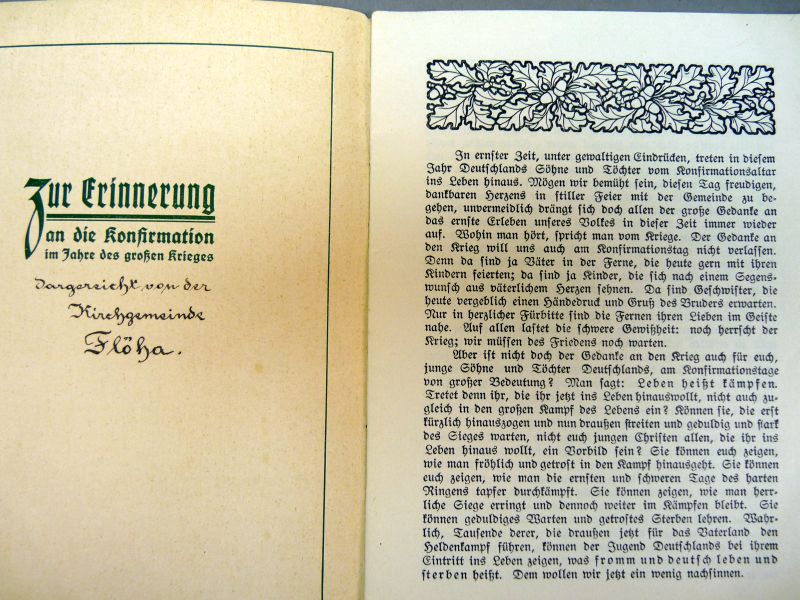 Zur Erinnerung
an die Konfirmation
im Jahre des großen Krieges
dargereicht von der
Kirchgemeinde
Flöha.
In ernster Zeit, unter gewaltigen Eindrücken, treten in diesem
Jahr Deutschlands Söhne und Töchter vom Konfirmationsaltar
ins Leben hinaus. Mögen wir bemüht sein, diesen Tag freudigen,
dankbaren Herzens in stiller Feier mit der Gemeinde zu be-
gehen, unvermeidlich drängt sich doch allen der große Gedanke an
das ernste Erleben unseres Volkes in dieser Zeit immer wieder
auf. Wohin man hört, spricht man vom Kriege. Der Gedanke an
den Krieg will uns auch am Konfirmationstag nicht verlassen.
Denn da sind ja Väter in der Ferne, die heute gern mit ihren
Kindern feierten; da sind ja Kinder, die sich nach einem Segens-
wunsch aus väterlichem Herzen sehnen. Da sind Geschwister, die
heute vergeblich einen Händedruck und Gruß des Bruders erwarten.
Nur in herzlicher Fürbitte sind die Fernen ihren Lieben im Geiste
nahe. Auf allen lastet die schwere Gewißheit: noch herrscht der
Krieg; wir müssen des Friedens noch warten.
Aber ist nicht doch der Gedanke an den Krieg auch für euch,
junge Söhne und Töchter Deutschlands, am Konfirmationstage
von großer Bedeutung? Man sagt: Leben heißt kämpfen.
Tretet denn ihr, die ihr jetzt ins Leben hinauswollt, nicht auch zu-
gleich in den großen Kampf des Lebens ein? Können sie, die erst
kürzlich hinauszogen und nun draußen streiten und geduldig und stark
des Sieges warten, nicht euch jungen Christen allen, die ihr ins
Leben hinaus wollt, ein Vorbild sein? Sie können euch zeigen,
wie man fröhlich und getrost in den Kampf hinausgeht. Sie können
euch zeigen, wie man die ernsten und schweren Tage des harten
Ringens tapfer durchkämpft. Sie können zeigen, wie man herr-
liche Siege erringt und dennoch weiter im Kämpfen bleibt. Sie
können geduldiges Warten und getrostes Sterben lehren. Wahr-
lich, Tausende derer, die draußen jetzt für das Vaterland den
Heldenkampf führen, können der Jugend Deutschlands bei ihrem
Eintritt ins Leben zeigen, was fromm und deutsch leben und
sterben heißt. Dem wollen wir jetzt ein wenig nachsinnen.